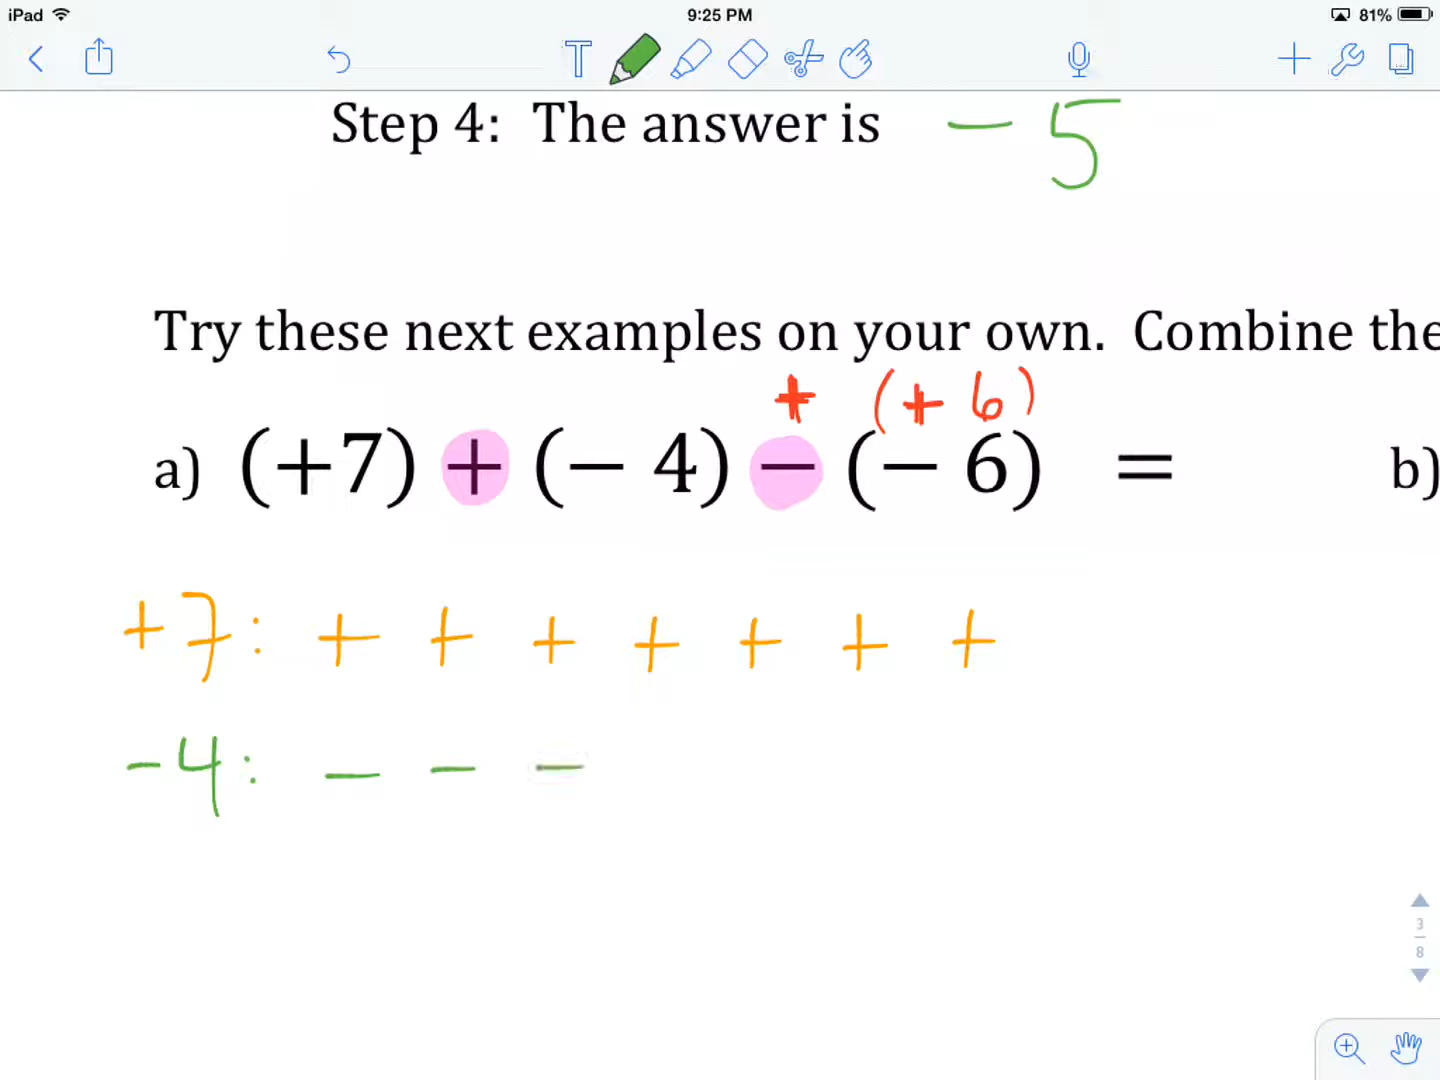 iPad 9:25 PM 81%
T
Step 4: The answer is - 5
Try these next examples on your own. Combine the
+ (+ 6)
a) (+7) + (− 4) − (− 6) = b)
+7: + + + + + + +
-4: - - -
3
8